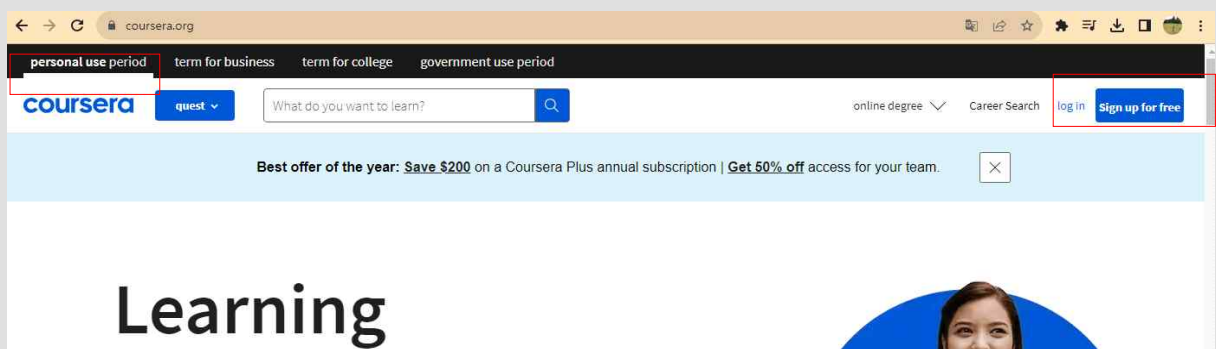 coursera.org
personal use period term for business term for college government use period
coursera quest What do you want to learn? online degree Career Search log in Sign up for free
Best offer of the year: Save $200 on a Coursera Plus annual subscription | Get 50% off access for your team.
Learning